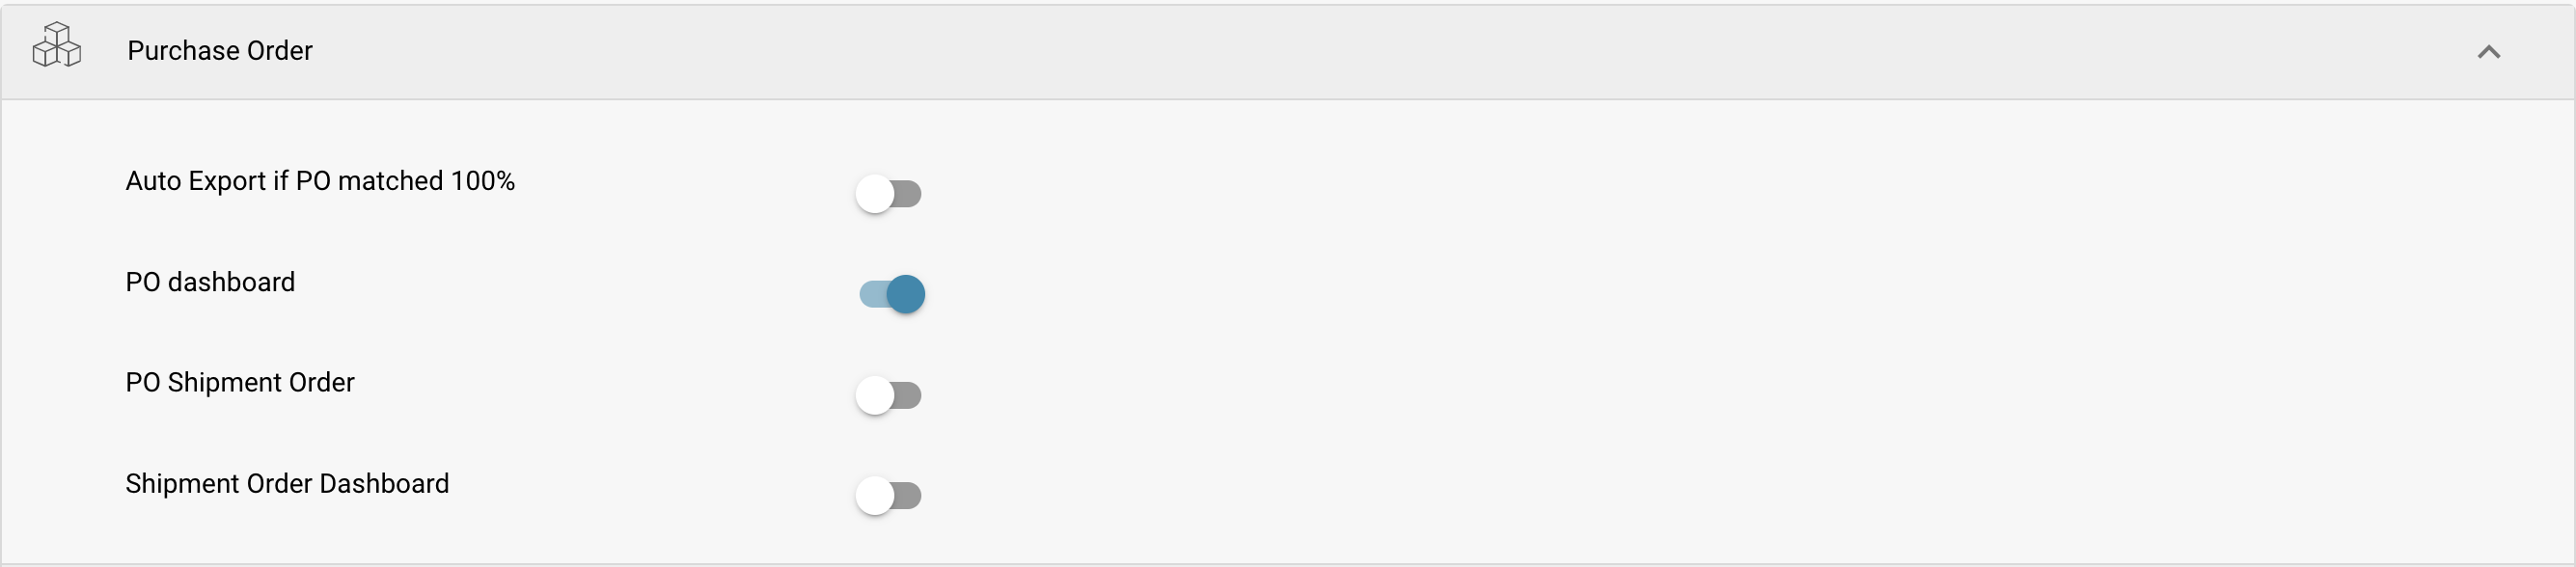 Purchase Order
Auto Export if PO matched 100%
PO dashboard
PO Shipment Order
Shipment Order Dashboard